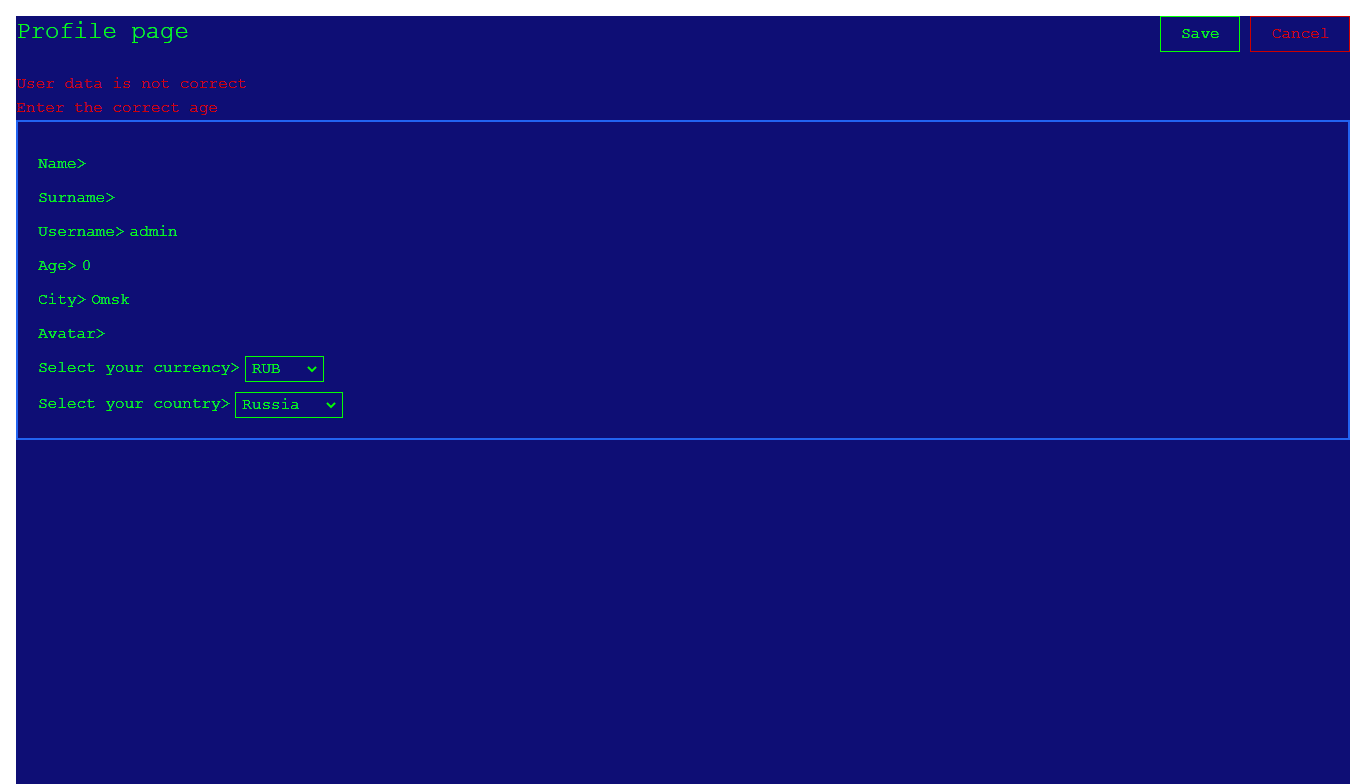 Profile page
Save
Cancel
User data is not correct
Enter the correct age
Name>
Surname>
Username> admin
Age> 0
City> Omsk
Avatar>
Select your currency> RUB
Select your country> Russia